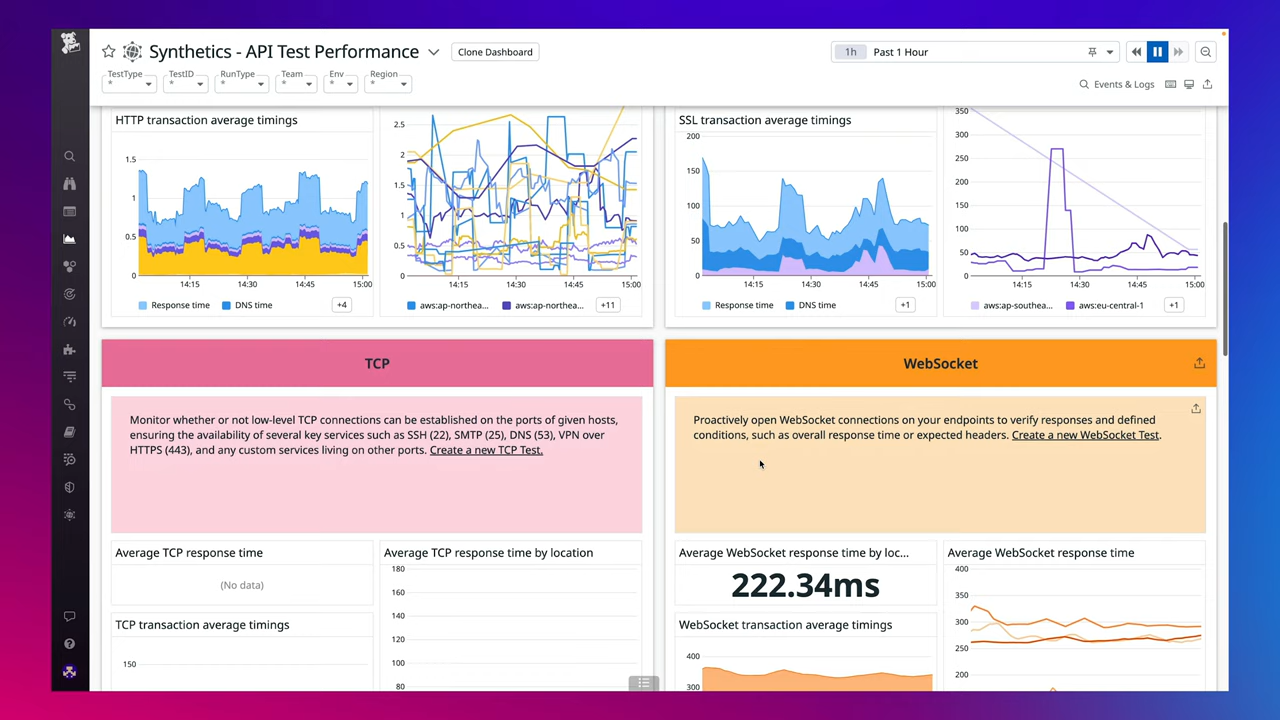 Synthetics - API Test Performance
Clone Dashboard
1h Past 1 Hour
TestType
*
TestID
*
RunType
*
Team
*
Env
*
Region
*
Events & Logs
HTTP transaction average timings
1.5
1
0.5
0
14:15 14:30 14:45 15:00
Response time DNS time +4
2.5
2
1.5
1
0.5
0
14:15 14:30 14:45 15:00
aws:ap-northea... aws:ap-northea... +11
SSL transaction average timings
200
150
100
50
0
14:15 14:30 14:45 15:00
Response time DNS time +1
350
300
250
200
150
100
50
0
14:15 14:30 14:45 15:00
aws:ap-southea... aws:eu-central-1 +1
TCP
Monitor whether or not low-level TCP connections can be established on the ports of given hosts,
ensuring the availability of several key services such as SSH (22), SMTP (25), DNS (53), VPN over
HTTPS (443), and any custom services living on other ports. Create a new TCP Test.
Average TCP response time
(No data)
TCP transaction average timings
150
Average TCP response time by location
180
160
140
120
100
80
WebSocket
Proactively open WebSocket connections on your endpoints to verify responses and defined
conditions, such as overall response time or expected headers. Create a new WebSocket Test.
Average WebSocket response time by loc...
222.34ms
WebSocket transaction average timings
400
300
Average WebSocket response time
400
350
300
250
200